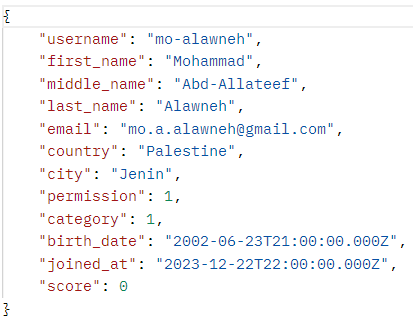 {
"username": "mo-alawneh",
"first_name": "Mohammad",
"middle_name": "Abd-Allateef",
"last_name": "Alawneh",
"email": "mo.a.alawneh@gmail.com",
"country": "Palestine",
"city": "Jenin",
"permission": 1,
"category": 1,
"birth_date": "2002-06-23T21:00:00.000Z",
"joined_at": "2023-12-22T22:00:00.000Z",
"score": 0
}